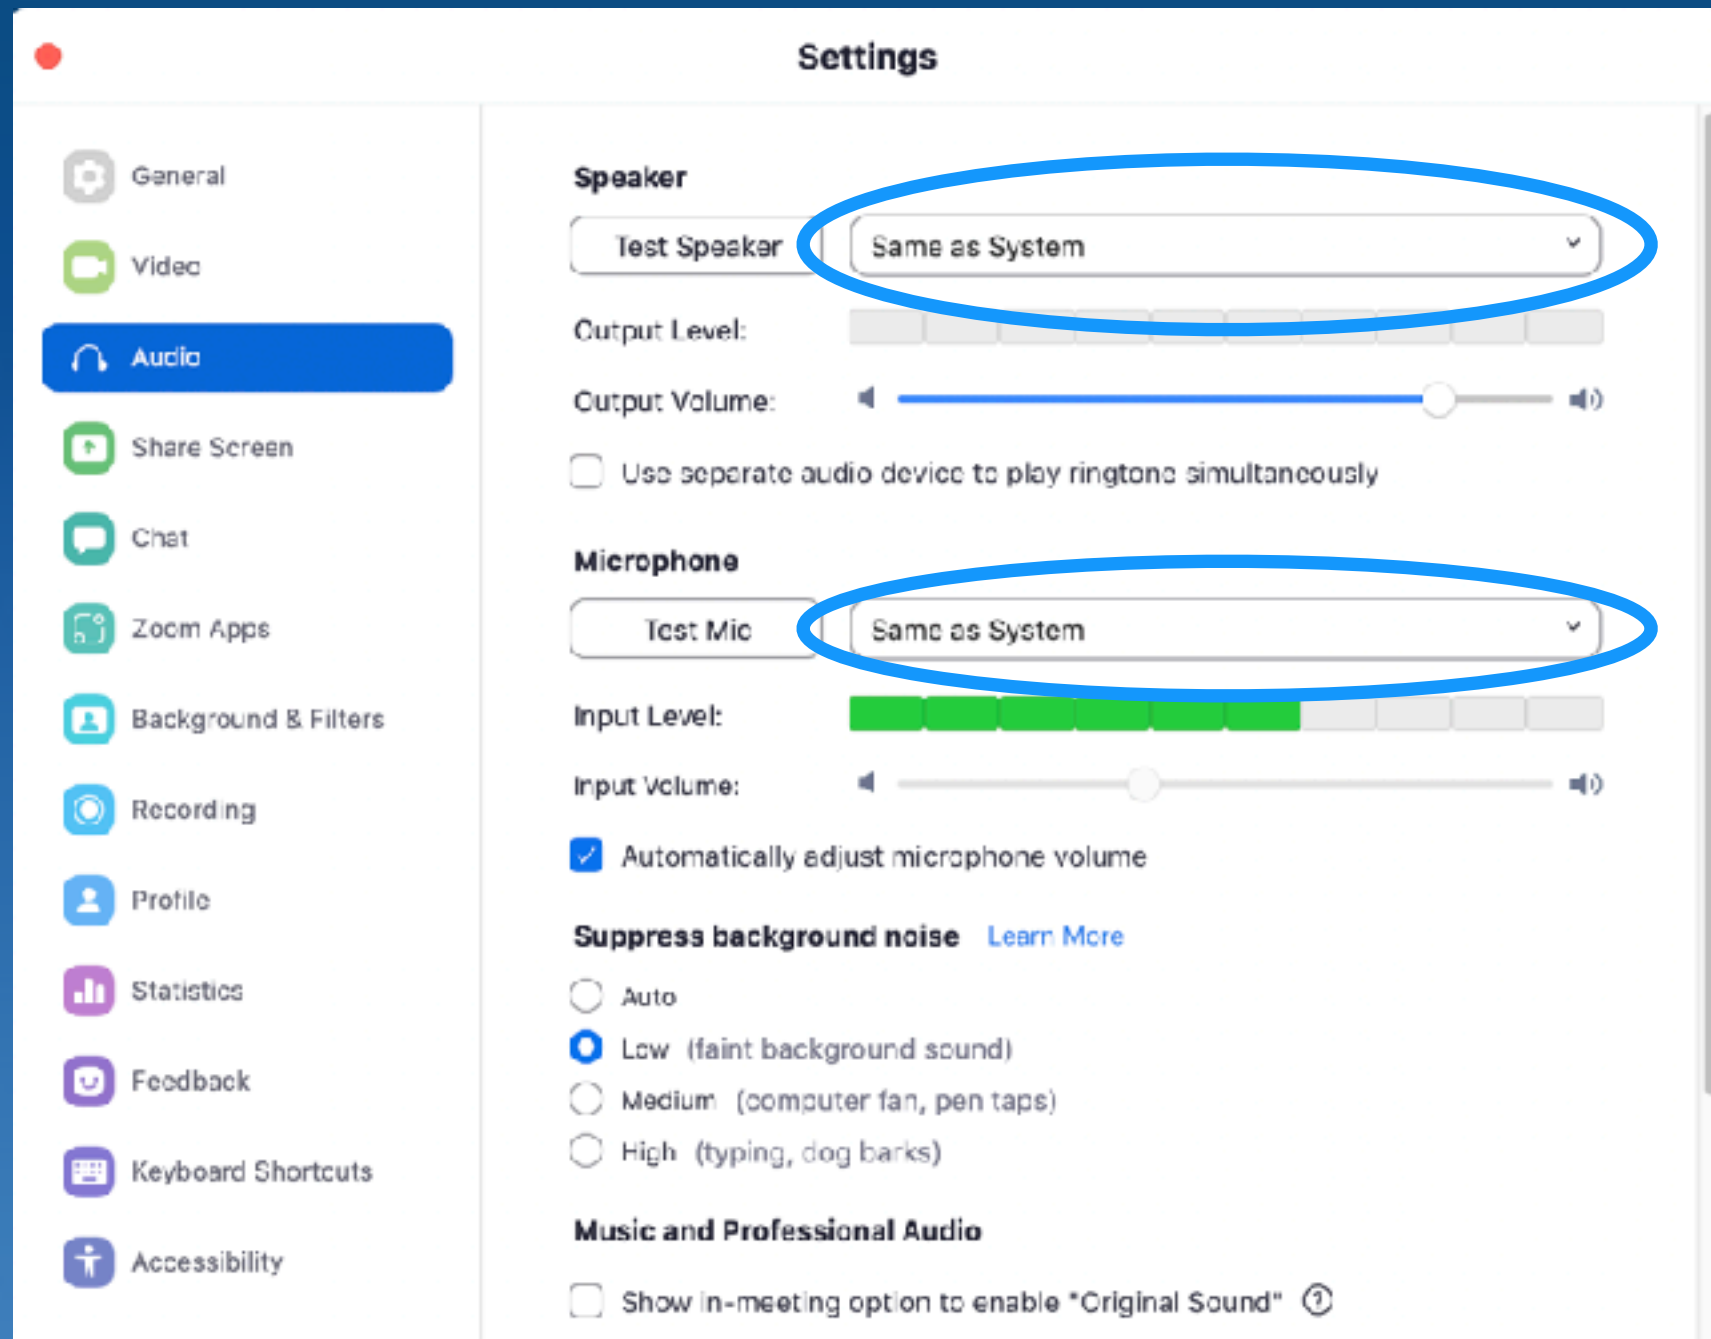 Settings
General
Video
Audio
Share Screen
Chat
Zoom Apps
Background & Filters
Recording
Profile
Statistics
Feedback
Keyboard Shortcuts
Accessibility
Speaker
Test Speaker Same as System
Output Level:
Output Volume:
Use separate audio device to play ringtone simultaneously
Microphone
Test Mic Same as System
Input Level:
Input Volume:
Automatically adjust microphone volume
Suppress background noise Learn More
Auto
Low (faint background sound)
Medium (computer fan, pen taps)
High (typing, dog barks)
Music and Professional Audio
Show in-meeting option to enable "Original Sound" ?